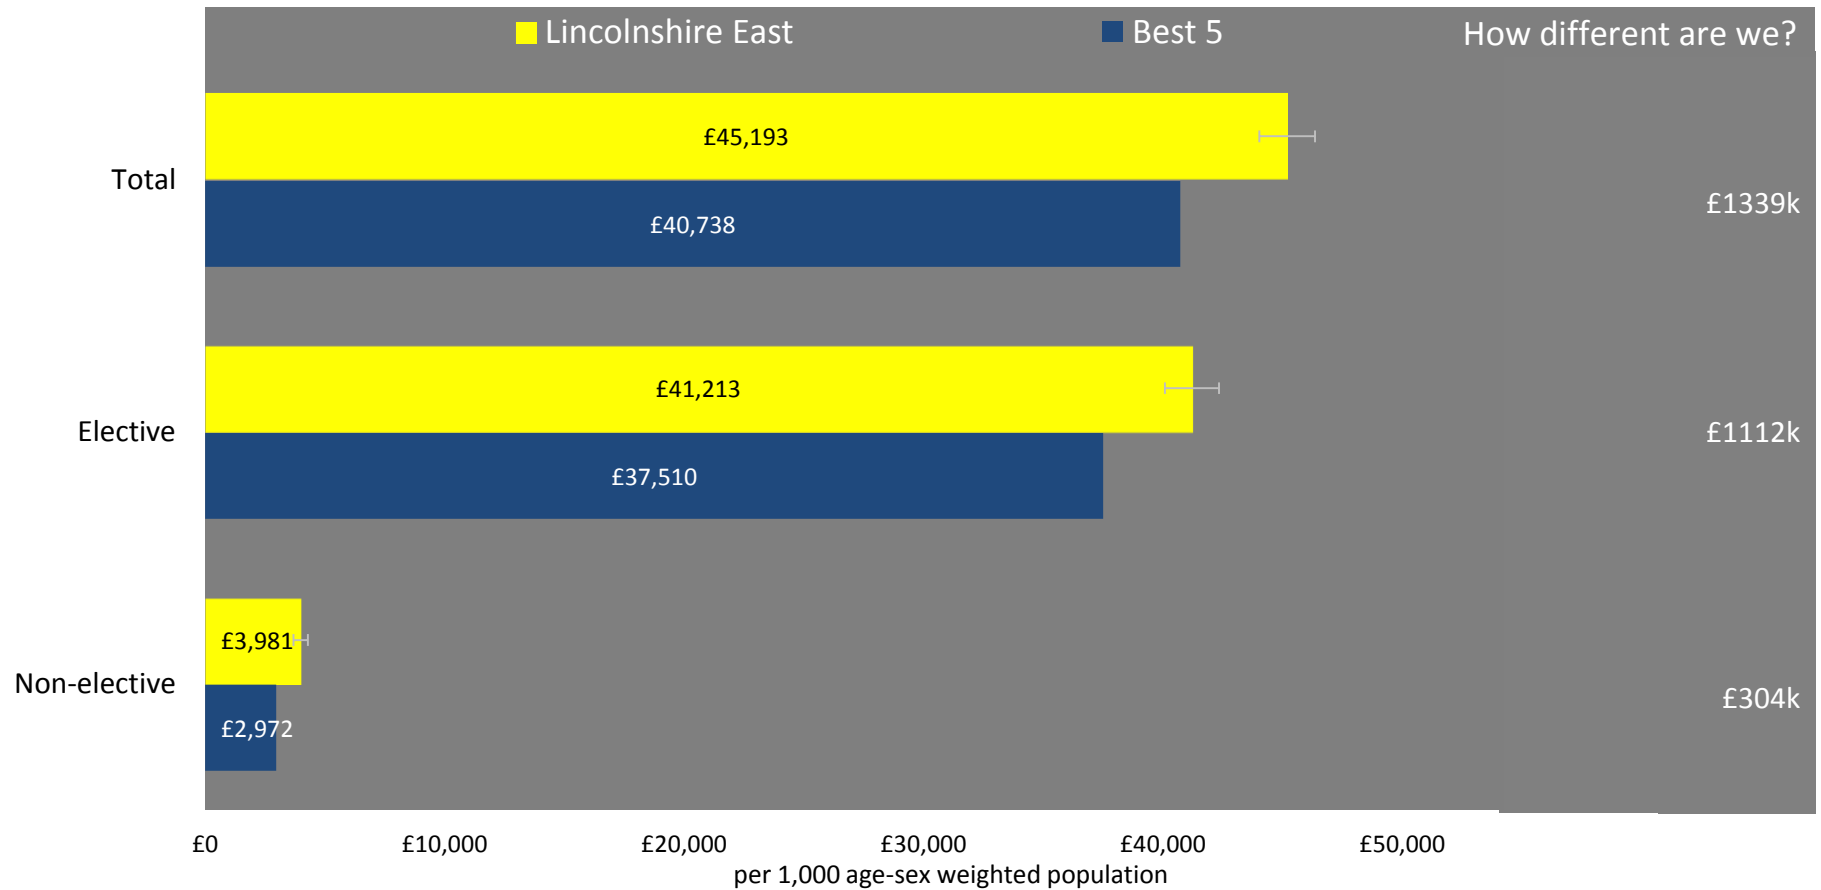 Lincolnshire East
Best 5
How different are we?
Total
£45,193
£40,738
£1339k
Elective
£41,213
£37,510
£1112k
Non-elective
£3,981
£2,972
£304k
£0 £10,000 £20,000 £30,000 £40,000 £50,000
per 1,000 age-sex weighted population